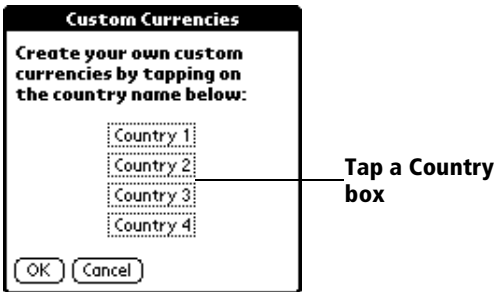 Custom Currencies
Create your own custom
currencies by tapping on
the country name below:
Country 1
Country 2
Country 3
Country 4
Tap a Country
box
OK Cancel